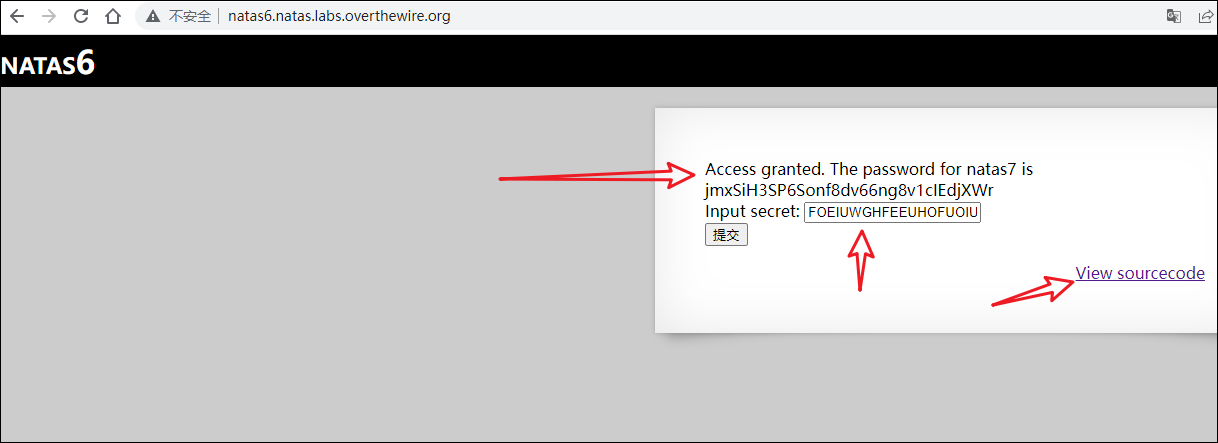 不安全 natas6.natas.labs.overthewire.org
NATAS6
Access granted. The password for natas7 is
jmxSiH3SP6Sonf8dv66ng8v1cIEdjXWr
Input secret: FOEIUWGHFEEUHOFUOIU
提交
View sourcecode